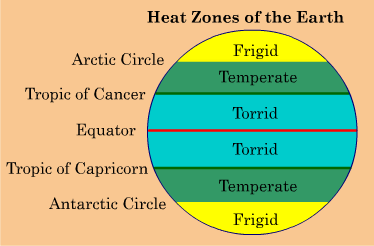 Heat Zones of the Earth
Arctic Circle
Frigid
Temperate
Tropic of Cancer
Torrid
Equator
Torrid
Tropic of Capricorn
Temperate
Antarctic Circle
Frigid